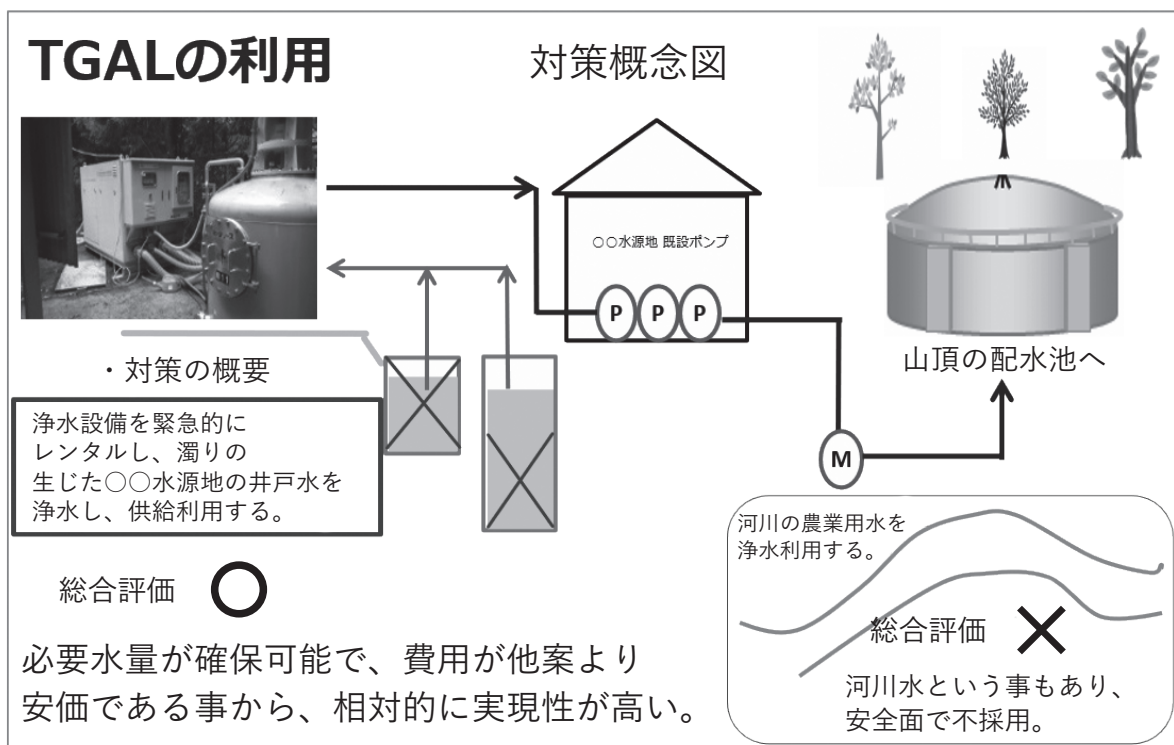 TGALの利用
対策概念図
○○水源地 既設ポンプ
P P P
山頂の配水池へ
・対策の概要
浄水設備を緊急的に
レンタルし、濁りの
生じた○○水源地の井戸水を
浄水し、供給利用する。
M
河川の農業用水を
浄水利用する。
総合評価
総合評価
河川水という事もあり、
安全面で不採用。
必要水量が確保可能で、費用が他案より
安価である事から、相対的に実現性が高い。